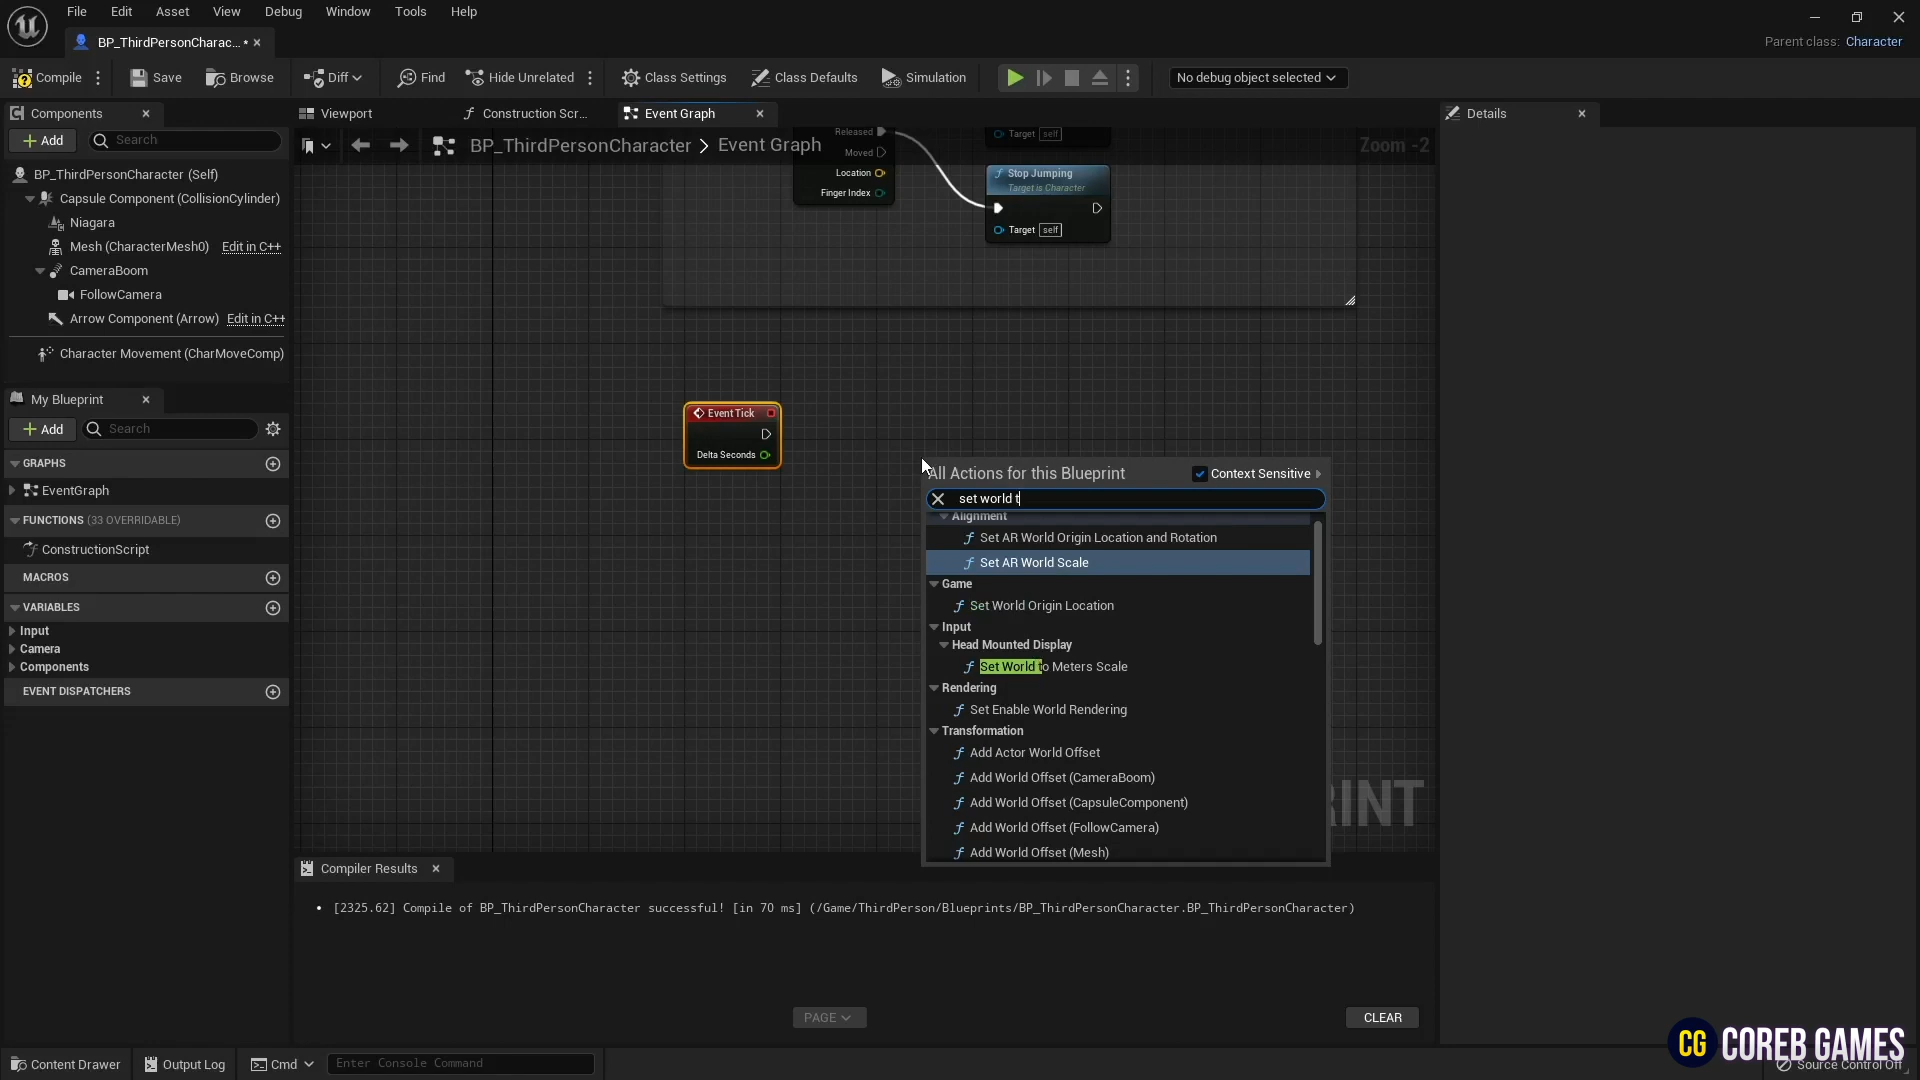 File Edit Asset View Debug Window Tools Help
BP_ThirdPersonCharac... •
Parent class: Character
Compile Save Browse Diff Find Hide Unrelated Class Settings Class Defaults Simulation No debug object selected
Components
Add Search
BP_ThirdPersonCharacter (Self)
Capsule Component (CollisionCylinder)
Niagara
Mesh (CharacterMesh0) Edit in C++
CameraBoom
FollowCamera
Arrow Component (Arrow) Edit in C++
Character Movement (CharMoveComp)
My Blueprint
Add Search
GRAPHS
EventGraph
FUNCTIONS (33 OVERRIDABLE)
ConstructionScript
MACROS
VARIABLES
Input
Camera
Components
EVENT DISPATCHERS
Viewport Construction Scr... Event Graph
BP_ThirdPersonCharacter > Event Graph
Zoom -2
Released
Moved
Location
Finger Index
Target self
Stop Jumping
Target is Character
Target self
Event Tick
Delta Seconds
All Actions for this Blueprint Context Sensitive
set world t
Alignment
Set AR World Origin Location and Rotation
Set AR World Scale
Game
Set World Origin Location
Input
Head Mounted Display
Set World to Meters Scale
Rendering
Set Enable World Rendering
Transformation
Add Actor World Offset
Add World Offset (CameraBoom)
Add World Offset (CapsuleComponent)
Add World Offset (FollowCamera)
Add World Offset (Mesh)
RINT
Compiler Results
• [2325.62] Compile of BP_ThirdPersonCharacter successful! [in 70 ms] (/Game/ThirdPerson/Blueprints/BP_ThirdPersonCharacter.BP_ThirdPersonCharacter)
PAGE CLEAR
Details
Content Drawer Output Log Cmd Enter Console Command
CG COREB GAMES
Source Control Off